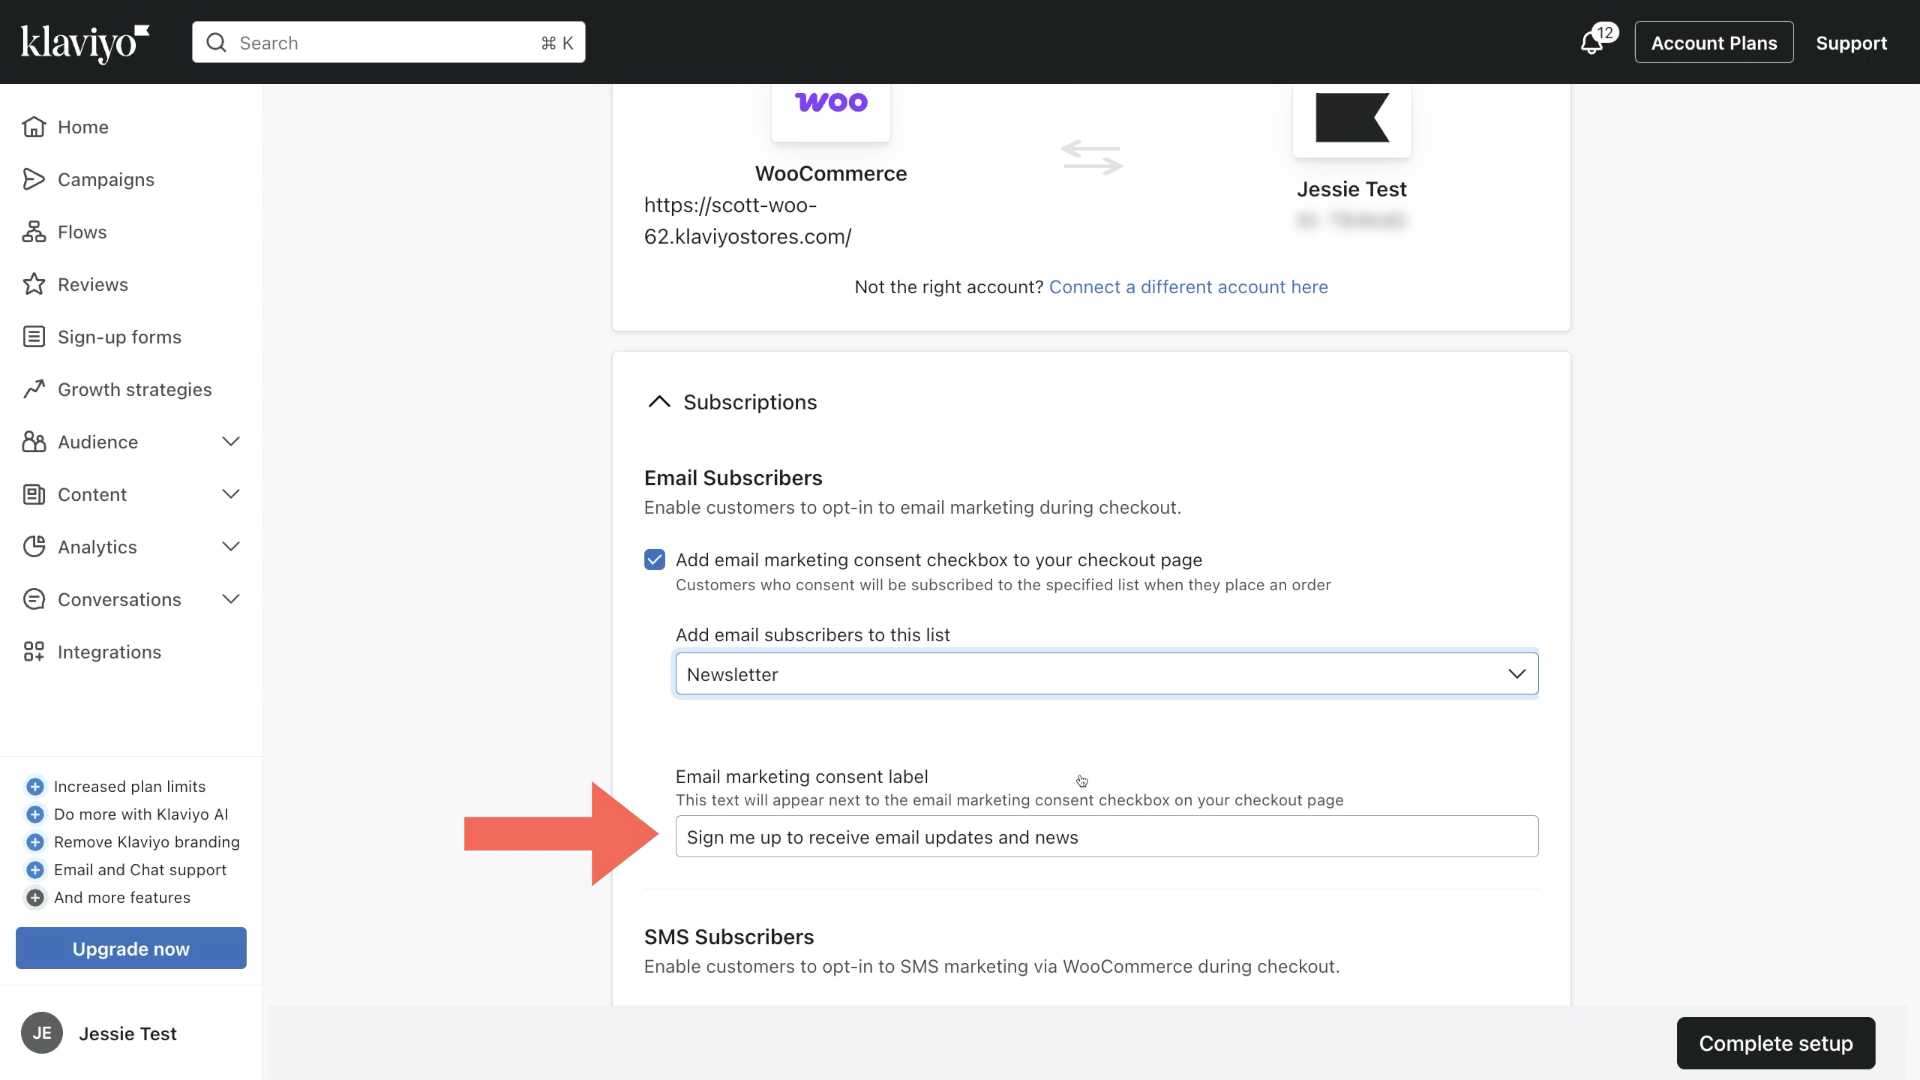 klaviyo
Search
⌘ K
12
Account Plans
Support
Home
Campaigns
Flows
Reviews
Sign-up forms
Growth strategies
Audience
Content
Analytics
Conversations
Integrations
Increased plan limits
Do more with Klaviyo AI
Remove Klaviyo branding
Email and Chat support
And more features
Upgrade now
JE
Jessie Test
woo
WooCommerce
https://scott-woo-
62.klaviyostores.com/
Jessie Test
Not the right account? Connect a different account here
Subscriptions
Email Subscribers
Enable customers to opt-in to email marketing during checkout.
Add email marketing consent checkbox to your checkout page
Customers who consent will be subscribed to the specified list when they place an order
Add email subscribers to this list
Newsletter
Email marketing consent label
This text will appear next to the email marketing consent checkbox on your checkout page
Sign me up to receive email updates and news
SMS Subscribers
Enable customers to opt-in to SMS marketing via WooCommerce during checkout.
Complete setup